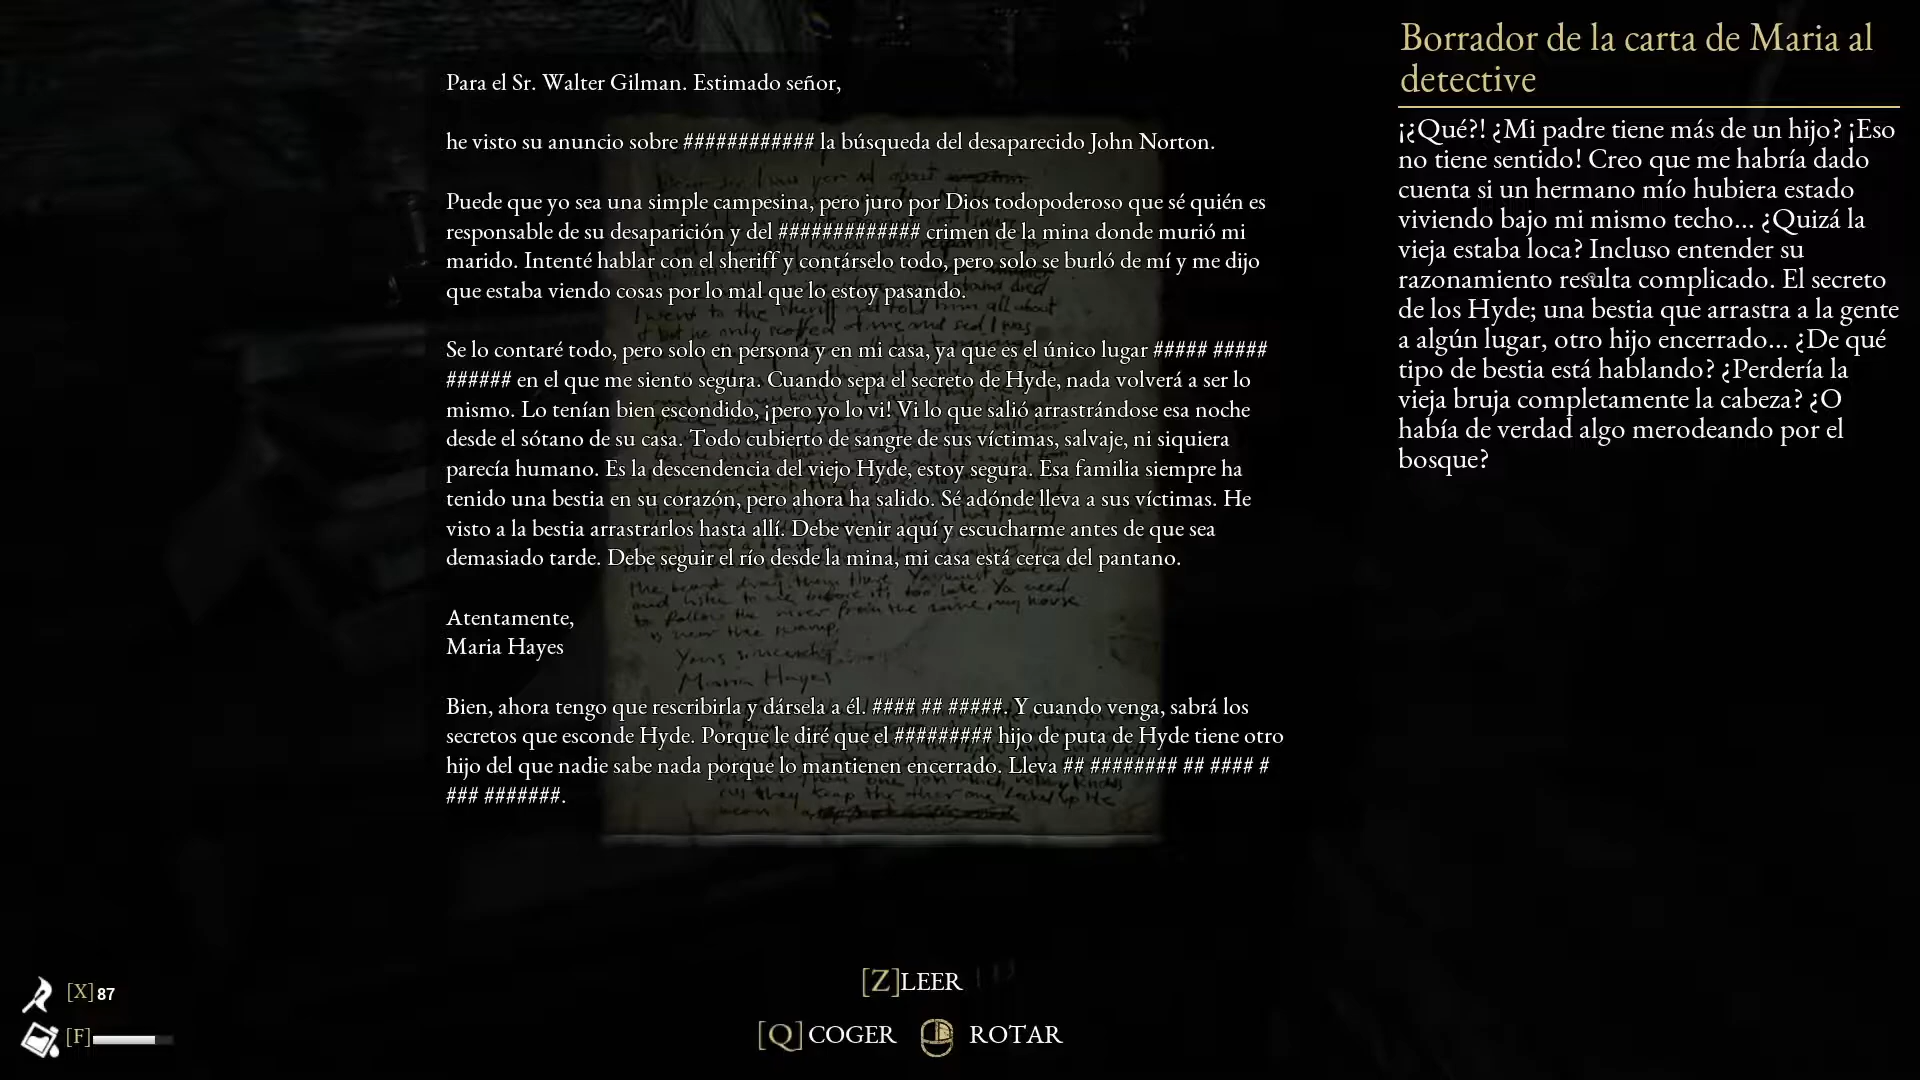 Para el Sr. Walter Gilman. Estimado señor,
he visto su anuncio sobre ############ la búsqueda del desaparecido John Norton.
Puede que yo sea una simple campesina, pero juro por Dios todopoderoso que sé quién es
responsable de su desaparición y del ############# crimen de la mina donde murió mi
marido. Intenté hablar con el sheriff y contárselo todo, pero solo se burló de mí y me dijo
que estaba viendo cosas por lo mal que lo estoy pasando.
Se lo contaré todo, pero solo en persona y en mi casa, ya que es el único lugar ##### #####
###### en el que me siento segura. Cuando sepa el secreto de Hyde, nada volverá a ser lo
mismo. Lo tenían bien escondido, ¡pero yo lo vi! Vi lo que salió arrastrándose esa noche
desde el sótano de su casa. Todo cubierto de sangre de sus víctimas, salvaje, ni siquiera
parecía humano. Es la descendencia del viejo Hyde, estoy segura. Esa familia siempre ha
tenido una bestia en su corazón, pero ahora ha salido. Sé adónde lleva a sus víctimas. He
visto a la bestia arrastrarlos hasta allí. Debe venir aquí y escucharme antes de que sea
demasiado tarde. Debe seguir el río desde la mina, mi casa está cerca del pantano.
Atentamente,
Maria Hayes
Bien, ahora tengo que rescribirla y dársela a él. #### ## #####. Y cuando venga, sabrá los
secretos que esconde Hyde. Porque le diré que el ######### hijo de puta de Hyde tiene otro
hijo del que nadie sabe nada porque lo mantienen encerrado. Lleva ## ######## ## #### #
### #######.
Borrador de la carta de Maria al
detective
¡¿Qué?! ¿Mi padre tiene más de un hijo? ¡Eso
no tiene sentido! Creo que me habría dado
cuenta si un hermano mío hubiera estado
viviendo bajo mi mismo techo... ¿Quizá la
vieja estaba loca? Incluso entender su
razonamiento resulta complicado. El secreto
de los Hyde; una bestia que arrastra a la gente
a algún lugar, otro hijo encerrado... ¿De qué
tipo de bestia está hablando? ¿Perdería la
vieja bruja completamente la cabeza? ¿O
había de verdad algo merodeando por el
bosque?
[Z]LEER
[Q]COGER ROTAR
[X] 87
[F]